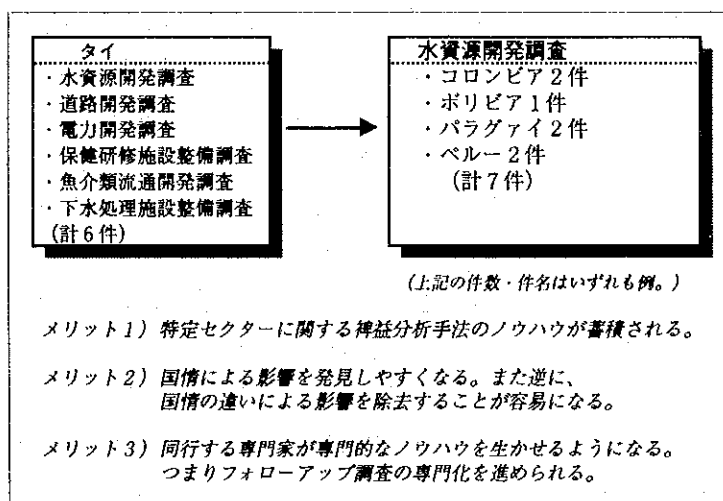 タイ
・水資源開発調査
・道路開発調査
・電力開発調査
・保健研修施設整備調査
・魚介類流通開発調査
・下水処理施設整備調査
(計6件)
水資源開発調査
・コロンビア2件
・ボリビア1件
・パラグァイ2件
・ペルー2件
(計7件)
(上記の件数・件名はいずれも例。)
メリット1) 特定セクターに関する裨益分析手法のノウハウが蓄積される。
メリット2) 国情による影響を発見しやすくなる。また逆に、
国情の違いによる影響を除去することが容易になる。
メリット3) 同行する専門家が専門的なノウハウを生かせるようになる。
つまりフォローアップ調査の専門化を進められる。